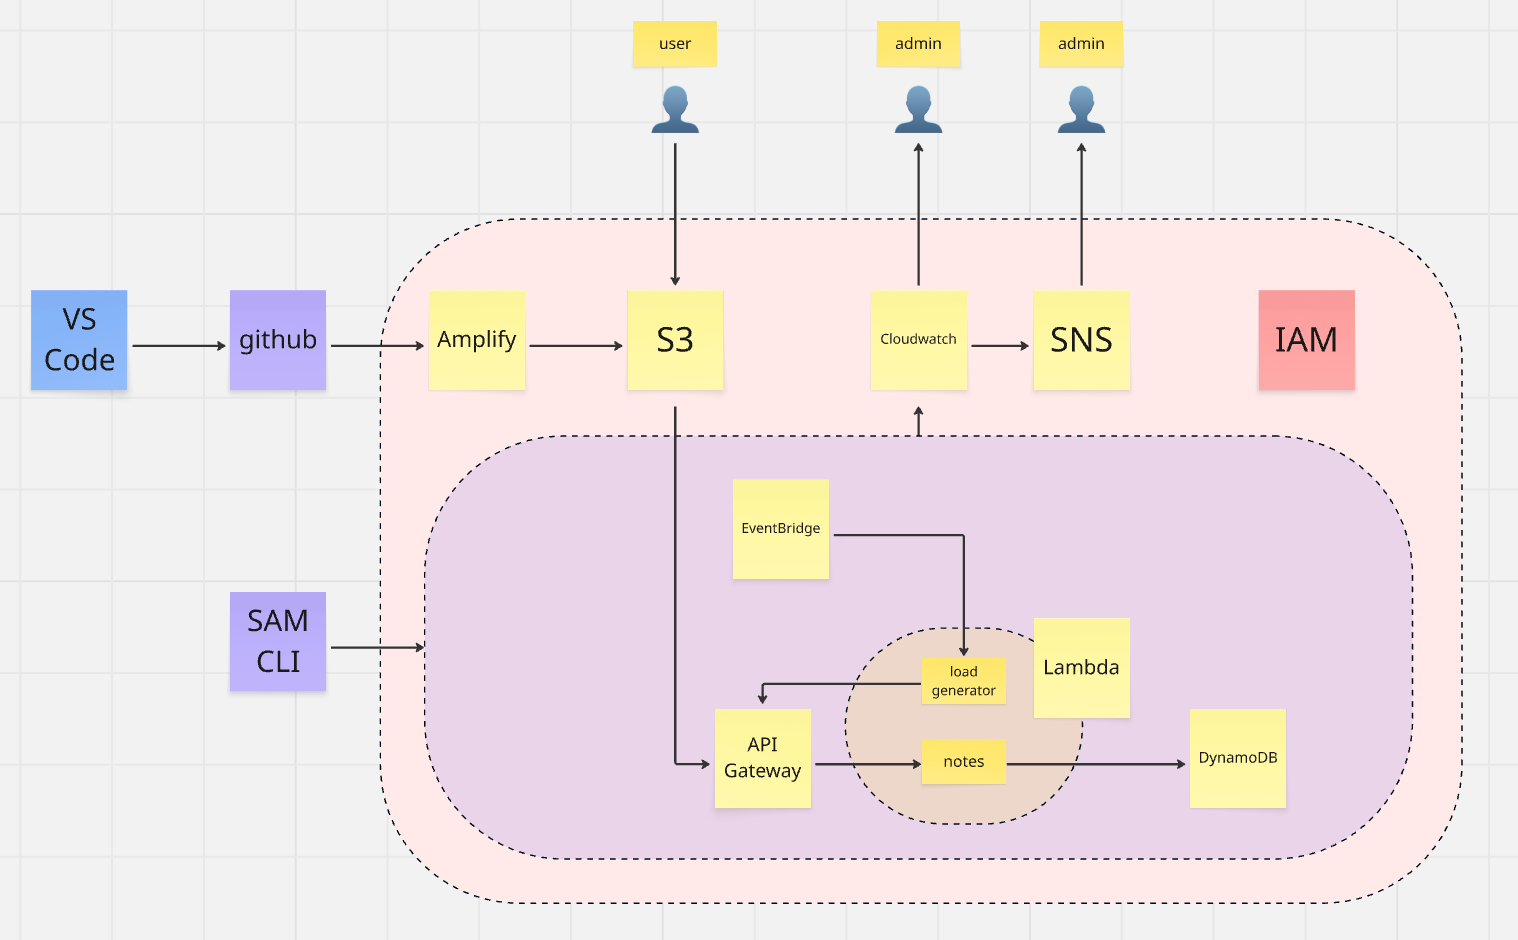 user
admin
admin
VS
Code
github
Amplify
S3
Cloudwatch
SNS
IAM
EventBridge
SAM
CLI
load
generator
Lambda
API
Gateway
notes
DynamoDB